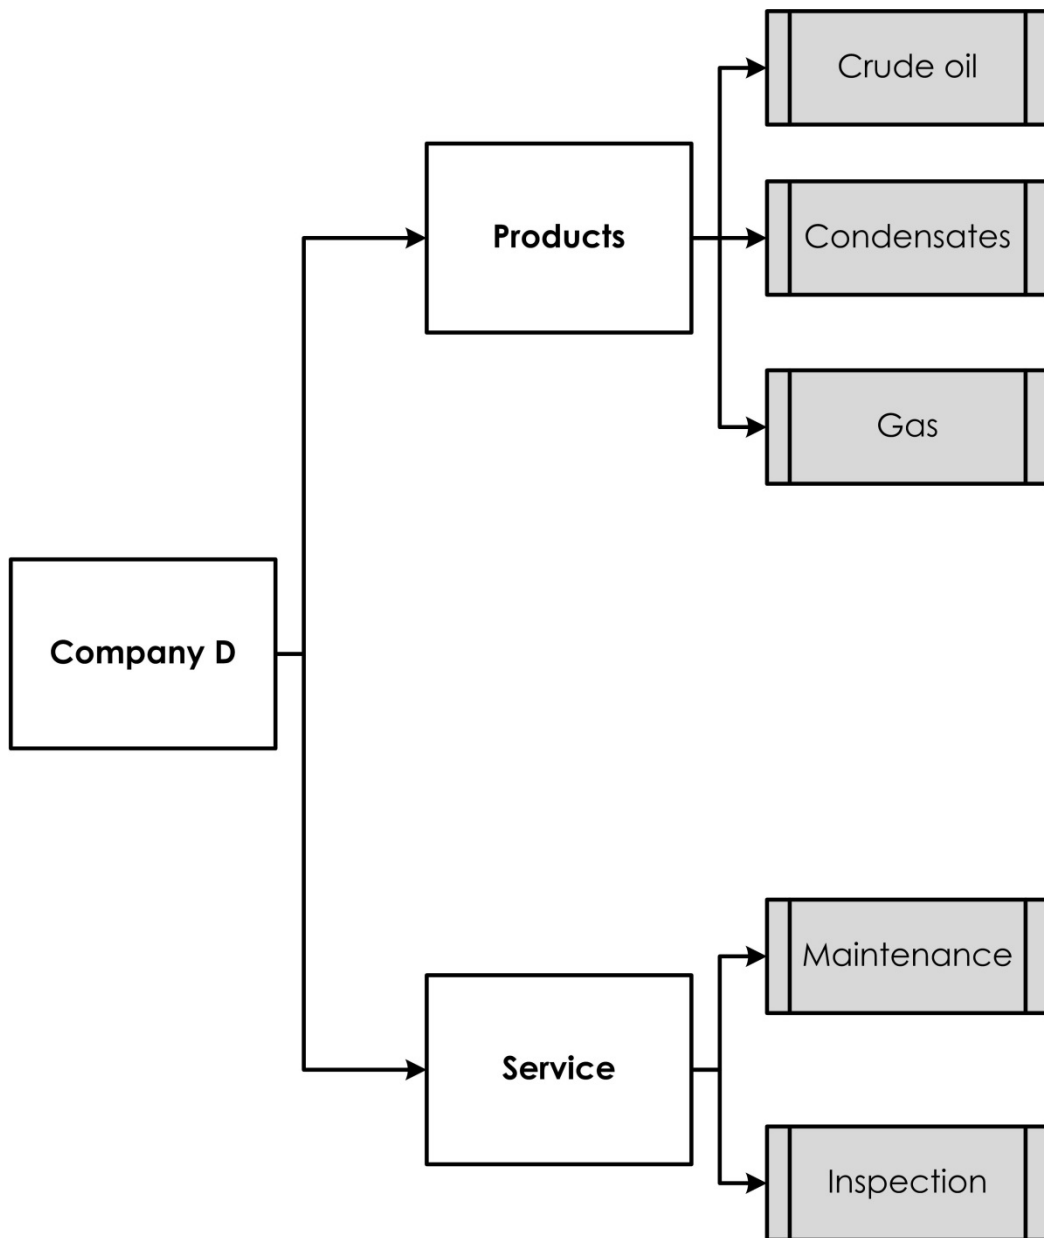 Crude oil
Products
Condensates
Gas
Company D
Maintenance
Service
Inspection